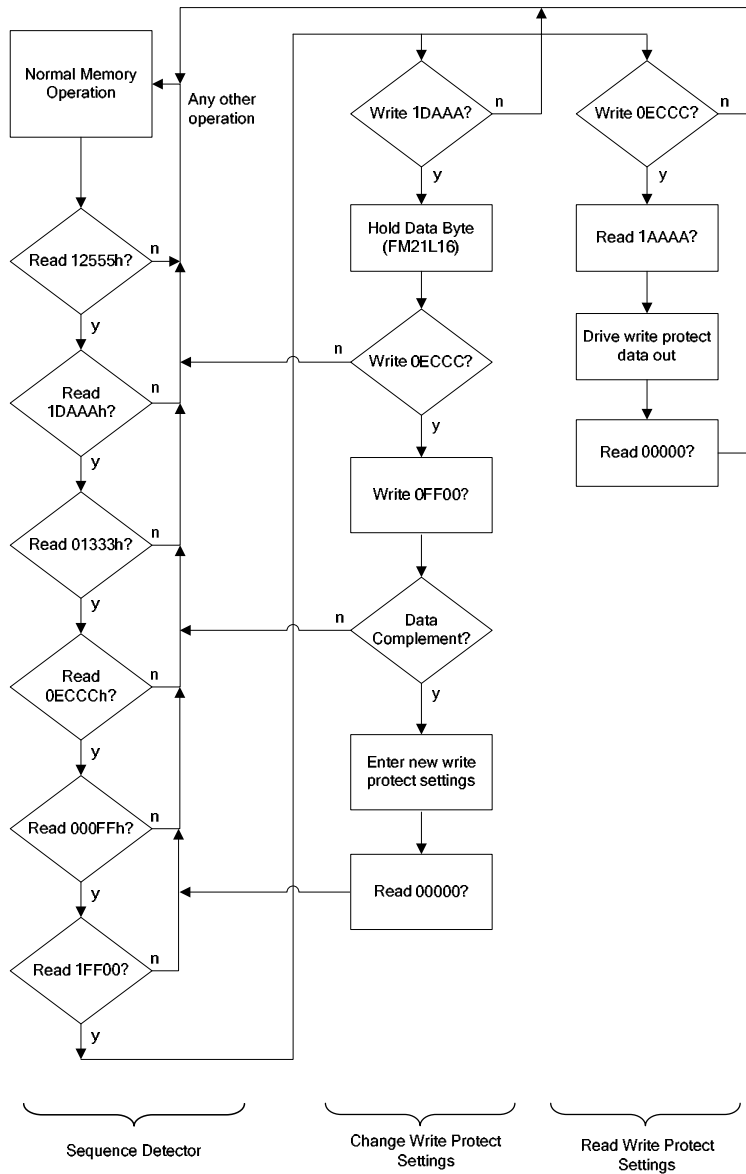 Normal Memory
Operation
Any other
operation
Read 12555h?
n
y
Read
1DAAAh?
n
y
Read 01333h?
n
y
Read
0ECCCh?
n
y
Read 000FFh?
n
y
Read 1FF00?
n
y
Sequence Detector
Write 1DAAA?
n
y
Hold Data Byte
(FM21L16)
Write 0ECCC?
n
y
Write 0FF00?
Data
Complement?
n
y
Enter new write
protect settings
Read 00000?
Change Write Protect
Settings
Write 0ECCC?
n
y
Read 1AAAA?
Drive write protect
data out
Read 00000?
Read Write Protect
Settings